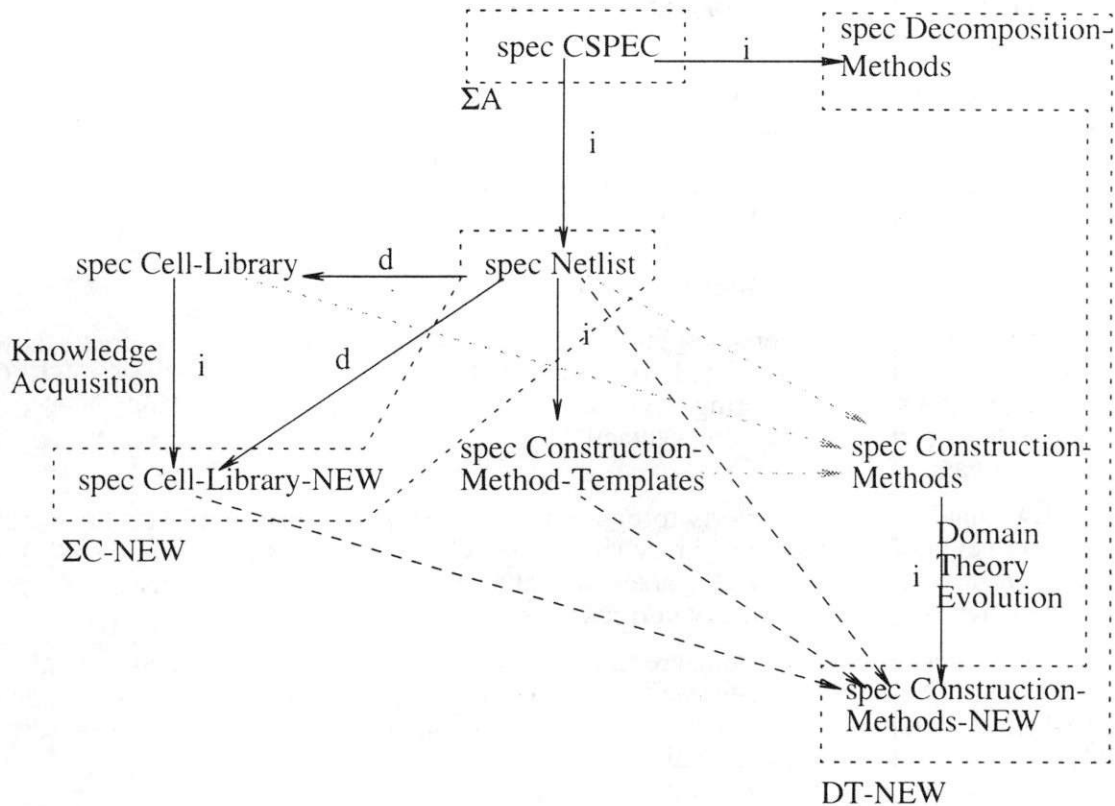 spec CSPEC
i
spec Decomposition-
Methods
ΣA
i
spec Cell-Library
d
spec Netlist
Knowledge
Acquisition
i
d
i
spec Cell-Library-NEW
spec Construction-
Method-Templates
spec Construction-
Methods
ΣC-NEW
i
Domain
Theory
Evolution
spec Construction-
Methods-NEW
DT-NEW